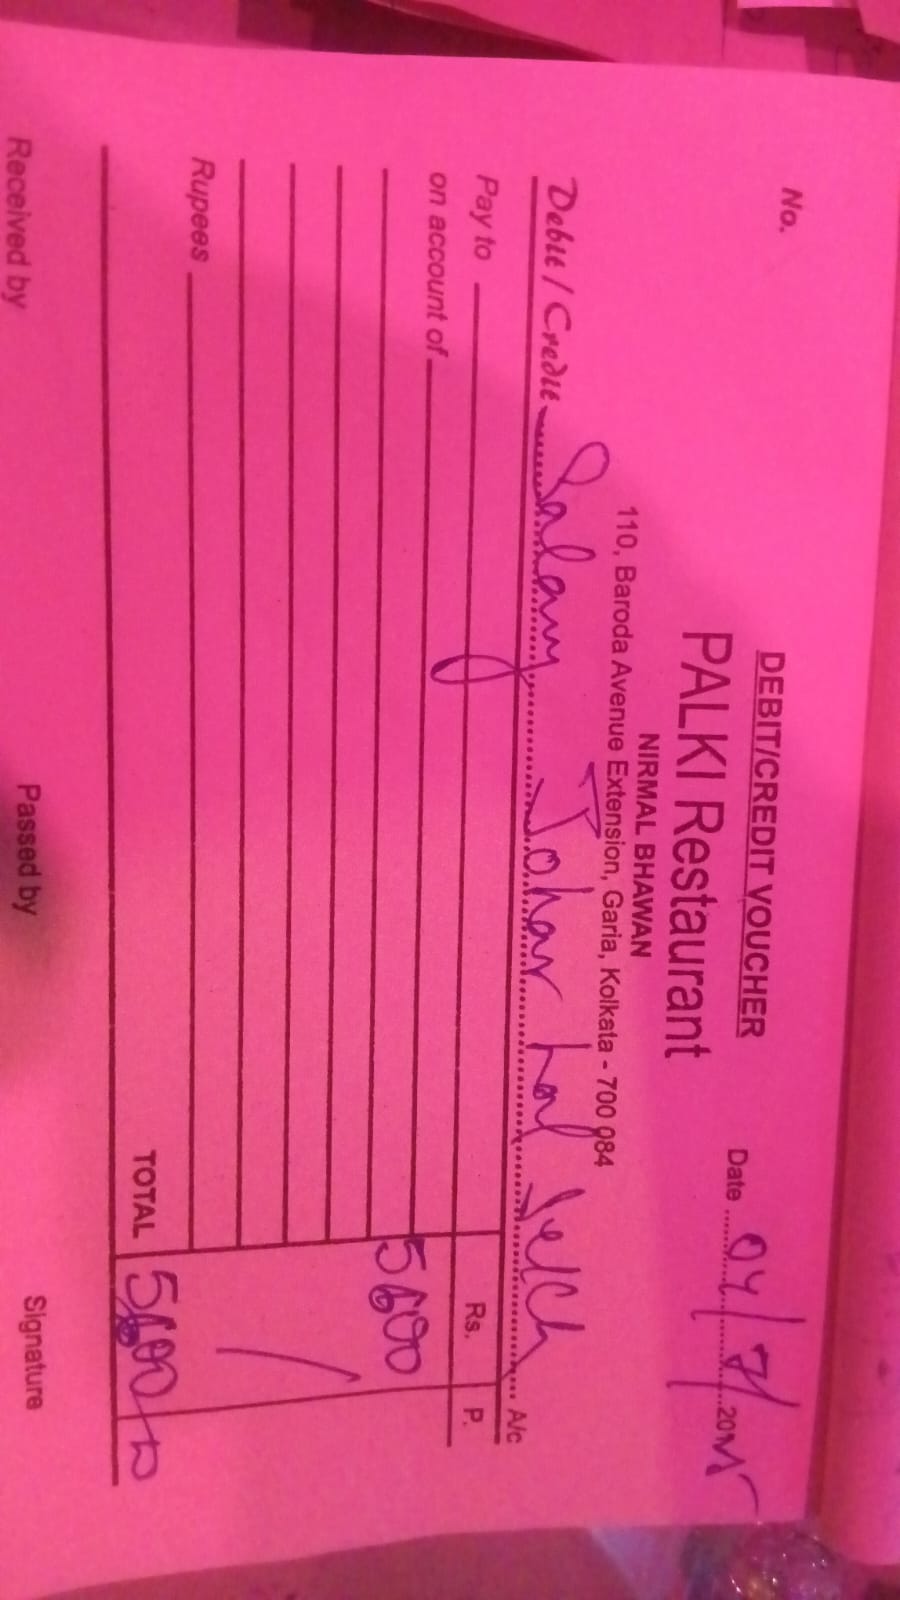 No.
DEBIT/CREDIT VOUCHER
PALKI Restaurant
Date ........04/7/....20
NIRMAL BHAWAN
110, Baroda Avenue Extension, Garia, Kolkata - 700 084
Debit / Credit Salary Johar Lal A/c
Pay to Rs. P.
on account of 5600
Rupees
TOTAL 5600
Received by Passed by Signature